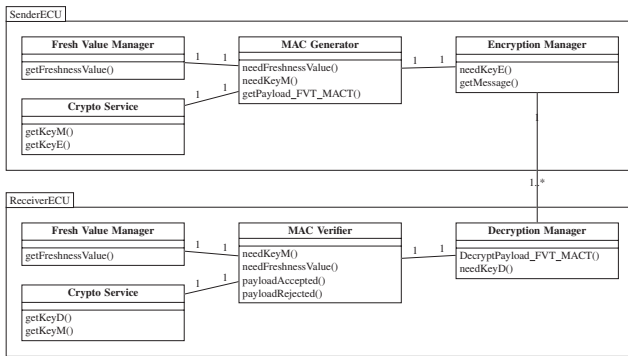 SenderECU
Fresh Value Manager
getFreshnessValue()
1
1
MAC Generator
needFreshnessValue()
needKeyM()
getPayload_FVT_MACT()
1
1
Encryption Manager
needKeyE()
getMessage()
Crypto Service
getKeyM()
getKeyE()
1
1
1
1..*
ReceiverECU
Fresh Value Manager
getFreshnessValue()
1
1
MAC Verifier
needKeyM()
needFreshnessValue()
payloadAccepted()
payloadRejected()
1
1
Decryption Manager
DecryptPayload_FVT_MACT()
needKeyD()
Crypto Service
getKeyD()
getKeyM()
1
1